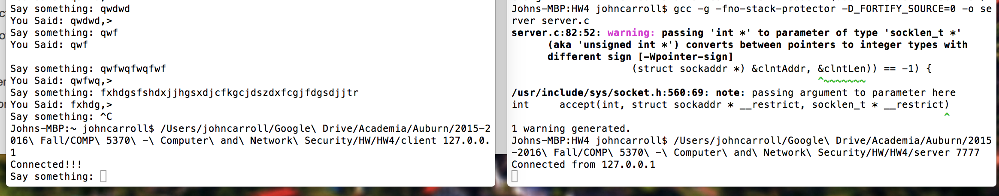 Say something: qwdwd
You Said: qwdwd,>
Say something: qwf
You Said: qwf
Say something: qwfwqfwqfwf
You Said: qwfwq,>
Say something: fxhdgsfshdxjjhgsxdjcfkgcjdszdxfcgjfdgsdjjtr
You Said: fxhdg,>
Say something: ^C
Johns-MBP:~ johncarroll$ /Users/johncarroll/Google\ Drive/Academia/Auburn/2015-2
016\ Fall/COMP\ 5370\ -\ Computer\ and\ Network\ Security/HW/HW4/client 127.0.0.
1
Connected!!!
Say something:
Johns-MBP:HW4 johncarroll$ gcc -g -fno-stack-protector -D_FORTIFY_SOURCE=0 -o se
rver server.c
server.c:82:52: warning: passing 'int *' to parameter of type 'socklen_t *'
(aka 'unsigned int *') converts between pointers to integer types with
different sign [-Wpointer-sign]
(struct sockaddr *) &clntAddr, &clntLen)) == -1) {
^~~~~~~~
/usr/include/sys/socket.h:560:69: note: passing argument to parameter here
int     accept(int, struct sockaddr * __restrict, socklen_t * __restrict)
^
1 warning generated.
Johns-MBP:HW4 johncarroll$ /Users/johncarroll/Google\ Drive/Academia/Auburn/2015
-2016\ Fall/COMP\ 5370\ -\ Computer\ and\ Network\ Security/HW/HW4/server 7777
Connected from 127.0.0.1